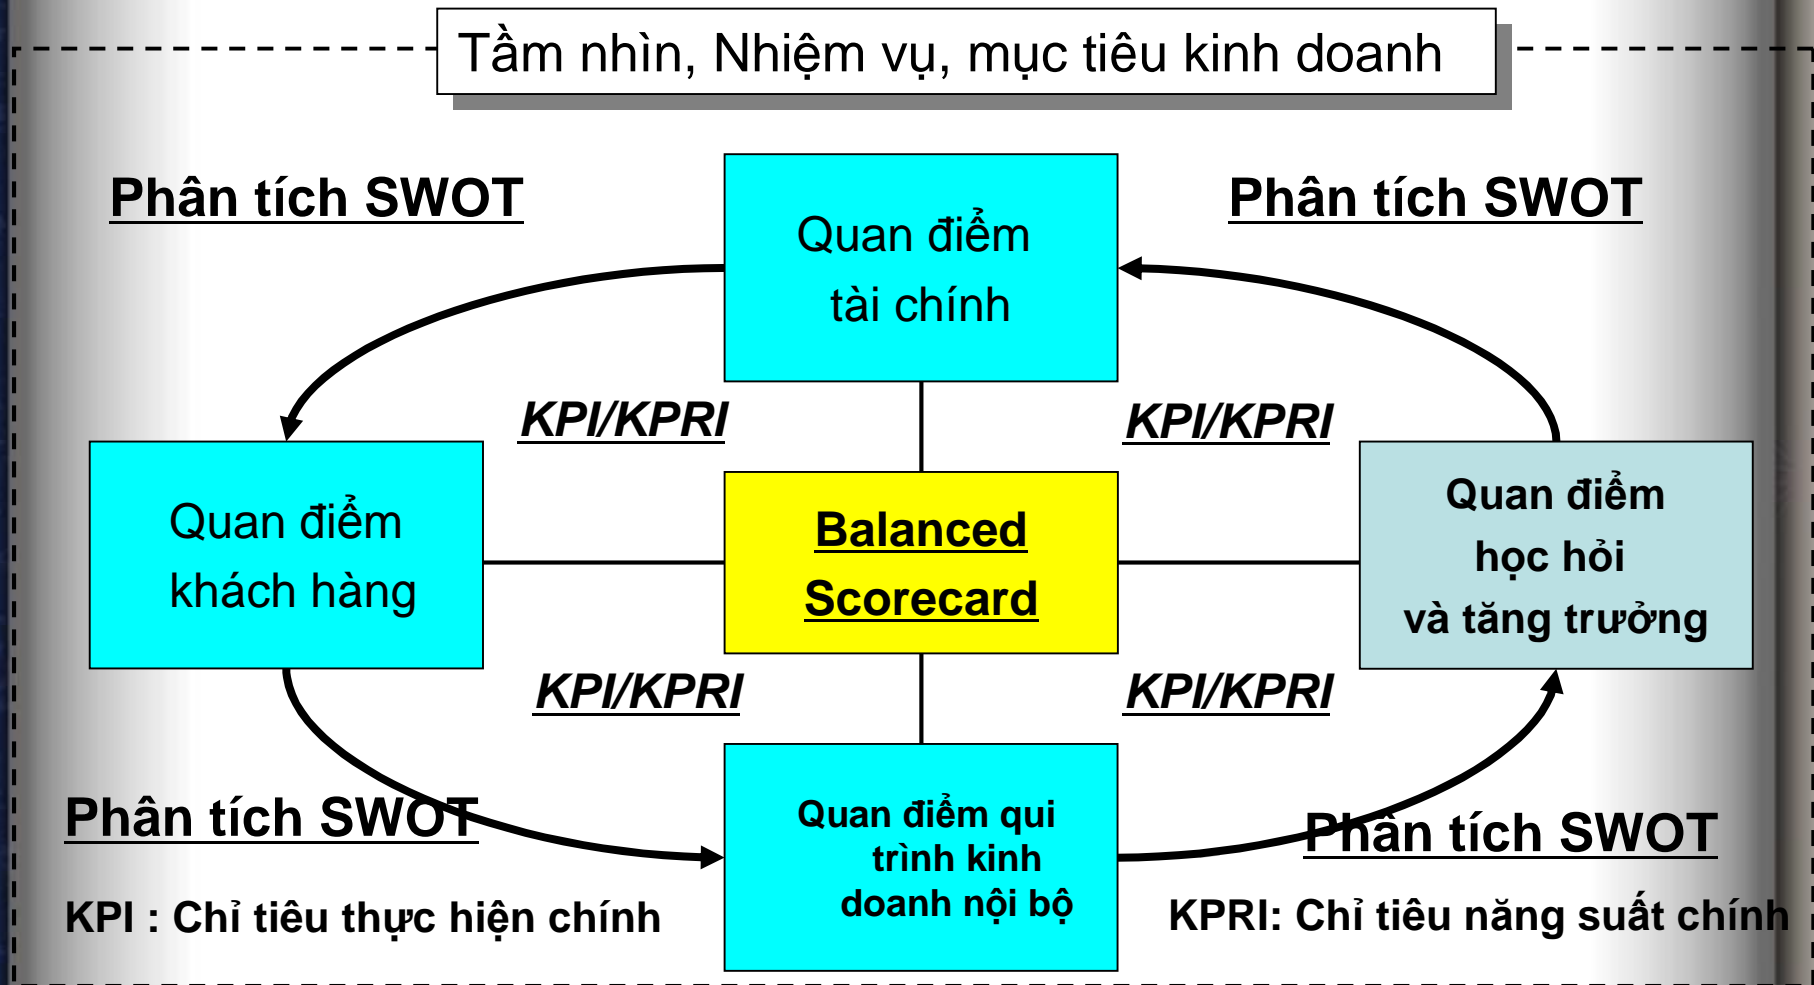 Tầm nhìn, Nhiệm vụ, mục tiêu kinh doanh
Phân tích SWOT
Quan điểm
tài chính
Phân tích SWOT
KPI/KPRI
KPI/KPRI
Quan điểm
khách hàng
Balanced
Scorecard
Quan điểm
học hỏi
và tăng trưởng
KPI/KPRI
KPI/KPRI
Phân tích SWOT
Quan điểm qui
trình kinh
doanh nội bộ
Phân tích SWOT
KPI : Chỉ tiêu thực hiện chính
KPRI: Chỉ tiêu năng suất chính